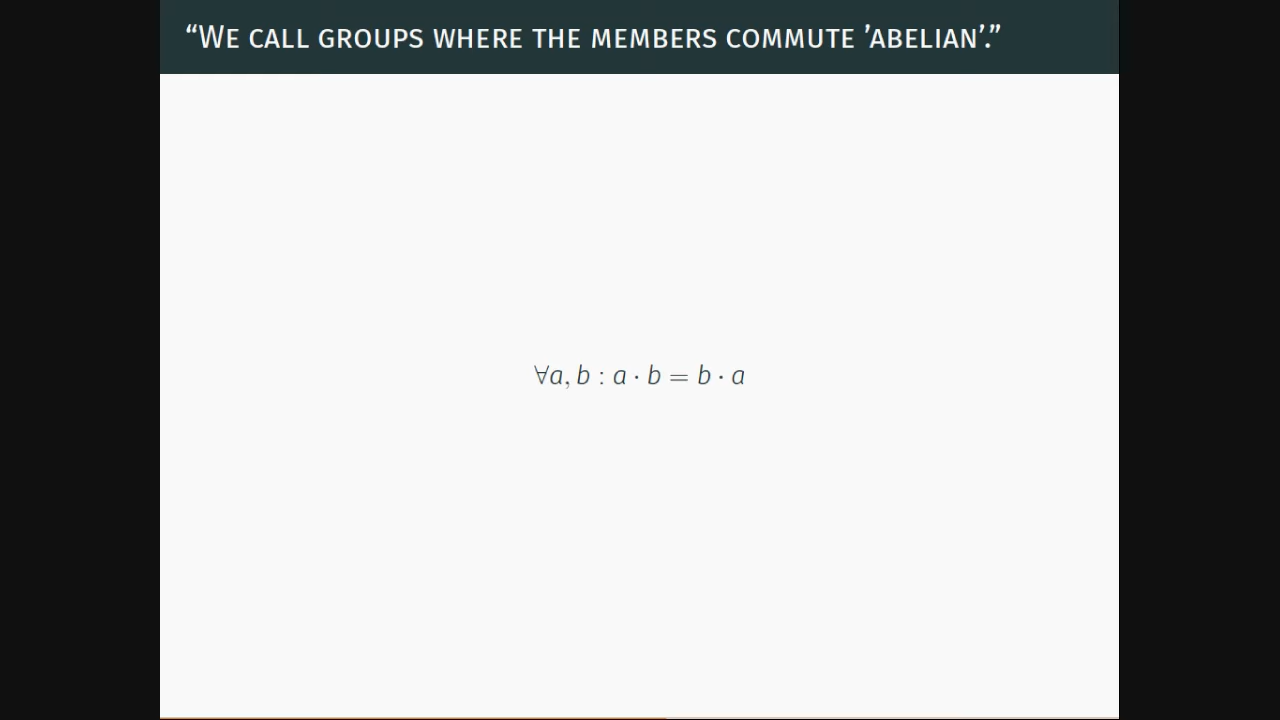 “We call groups where the members commute ’abelian’.”
∀a, b : a · b = b · a